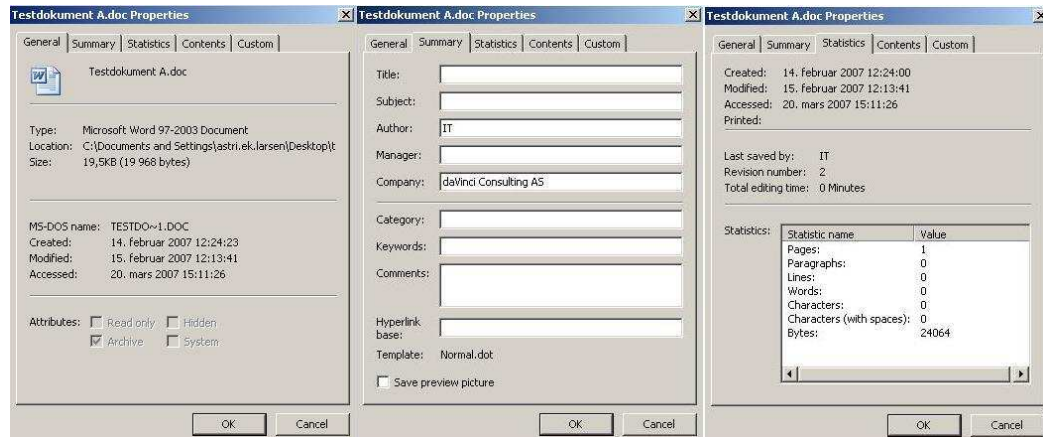 Testdokument A.doc Properties
General Summary Statistics Contents Custom
Testdokument A.doc
Type: Microsoft Word 97-2003 Document
Location: C:\Documents and Settings\astri.ek.larsen\Desktop\t
Size: 19,5KB (19 968 bytes)
MS-DOS name: TESTDO~1.DOC
Created: 14. februar 2007 12:24:23
Modified: 15. februar 2007 12:13:41
Accessed: 20. mars 2007 15:11:26
Attributes: Read only Hidden
Archive System
OK Cancel
Testdokument A.doc Properties
General Summary Statistics Contents Custom
Title:
Subject:
Author: IT
Manager:
Company: daVinci Consulting AS
Category:
Keywords:
Comments:
Hyperlink
base:
Template: Normal.dot
Save preview picture
OK Cancel
Testdokument A.doc Properties
General Summary Statistics Contents Custom
Created: 14. februar 2007 12:24:00
Modified: 15. februar 2007 12:13:41
Accessed: 20. mars 2007 15:11:26
Printed:
Last saved by: IT
Revision number: 2
Total editing time: 0 Minutes
Statistics: Statistic name Value
Pages: 1
Paragraphs: 0
Lines: 0
Words: 0
Characters: 0
Characters (with spaces): 0
Bytes: 24064
OK Cancel